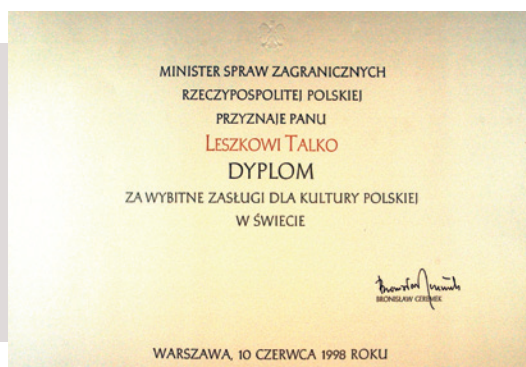 MINISTER SPRAW ZAGRANICZNYCH
RZECZYPOSPOLITEJ POLSKIEJ
PRZYZNAJE PANU
LESZKOWI TALKO
DYPLOM
ZA WYBITNE ZASŁUGI DLA KULTURY POLSKIEJ
W ŚWIECIE
BRONISŁAW GEREMEK
WARSZAWA, 10 CZERWCA 1998 ROKU